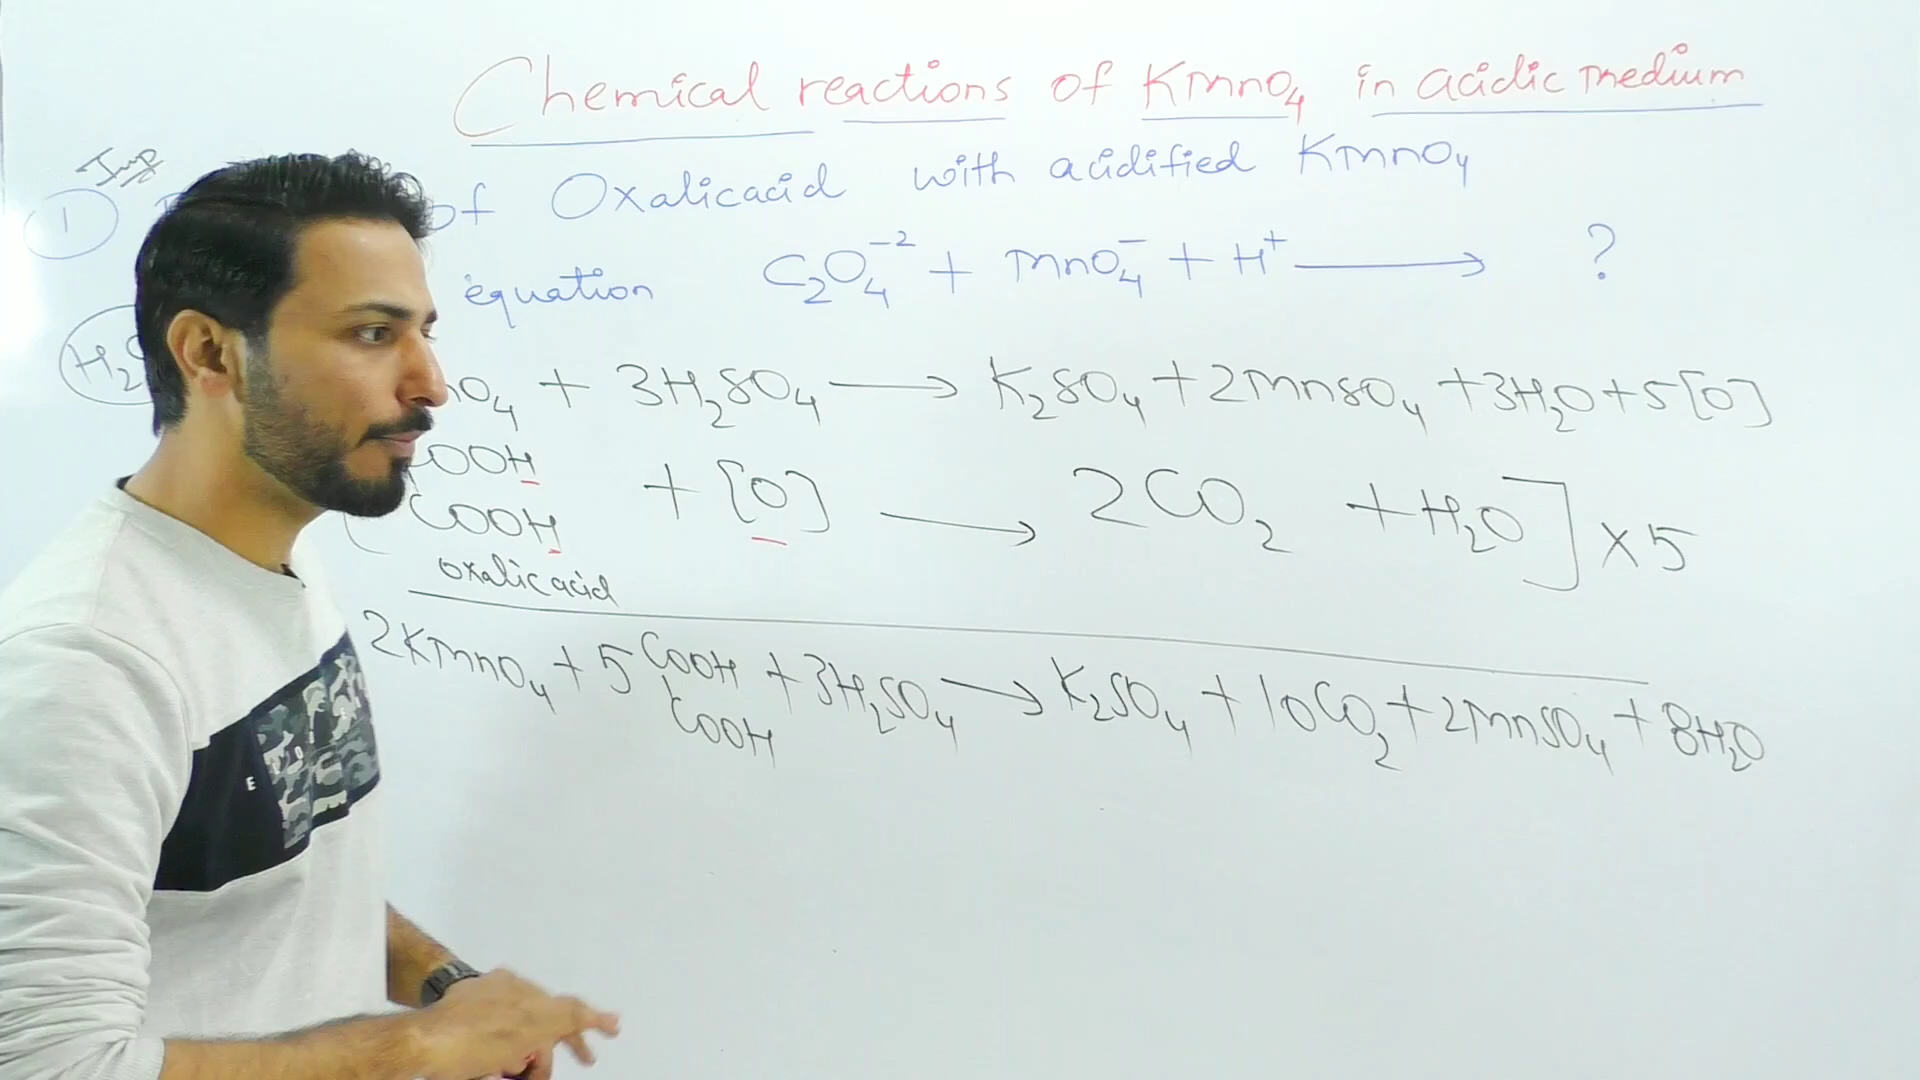 Chemical reactions of KMnO4 in acidic medium
Imp
1 of Oxalicacid with acidified KMnO4
equation C2O4^-2 + MnO4^- + H^+ ⟶ ?
O4 + 3H2SO4 ⟶ K2SO4 + 2MnSO4 + 3H2O + 5[O]
COOH
COOH + [O] ⟶ 2CO2 + H2O] × 5
oxalic acid
2KMnO4 + 5 COOH + 3H2SO4 ⟶ K2SO4 + 10CO2 + 2MnSO4 + 8H2O
COOH